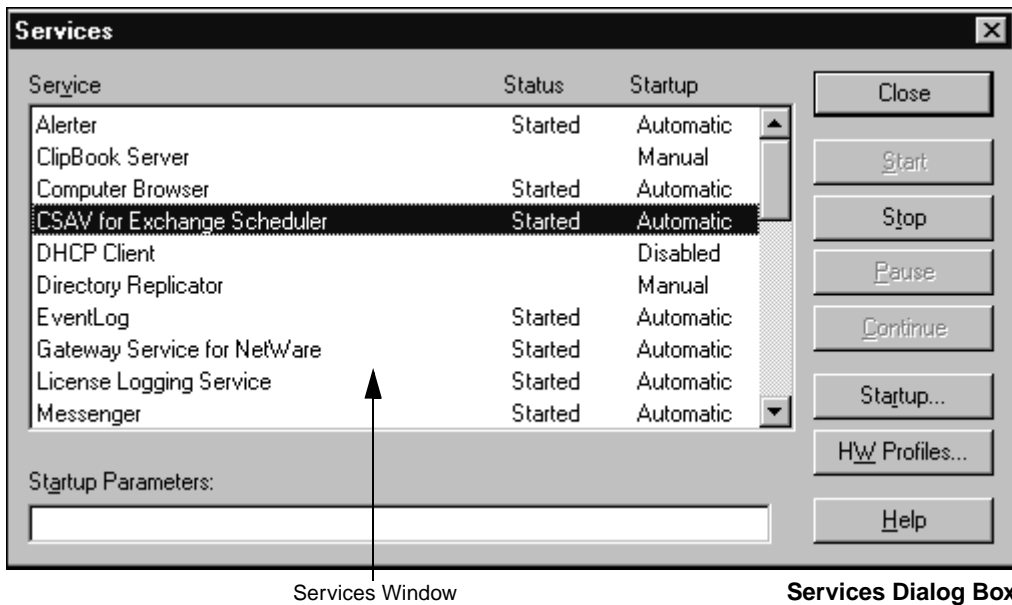 Services
Service Status Startup
Alerter Started Automatic
ClipBook Server Manual
Computer Browser Started Automatic
CSAV for Exchange Scheduler Started Automatic
DHCP Client Disabled
Directory Replicator Manual
EventLog Started Automatic
Gateway Service for NetWare Started Automatic
License Logging Service Started Automatic
Messenger Started Automatic
Startup Parameters:
Close
Start
Stop
Pause
Continue
Startup...
HW Profiles...
Help
Services Window
Services Dialog Box